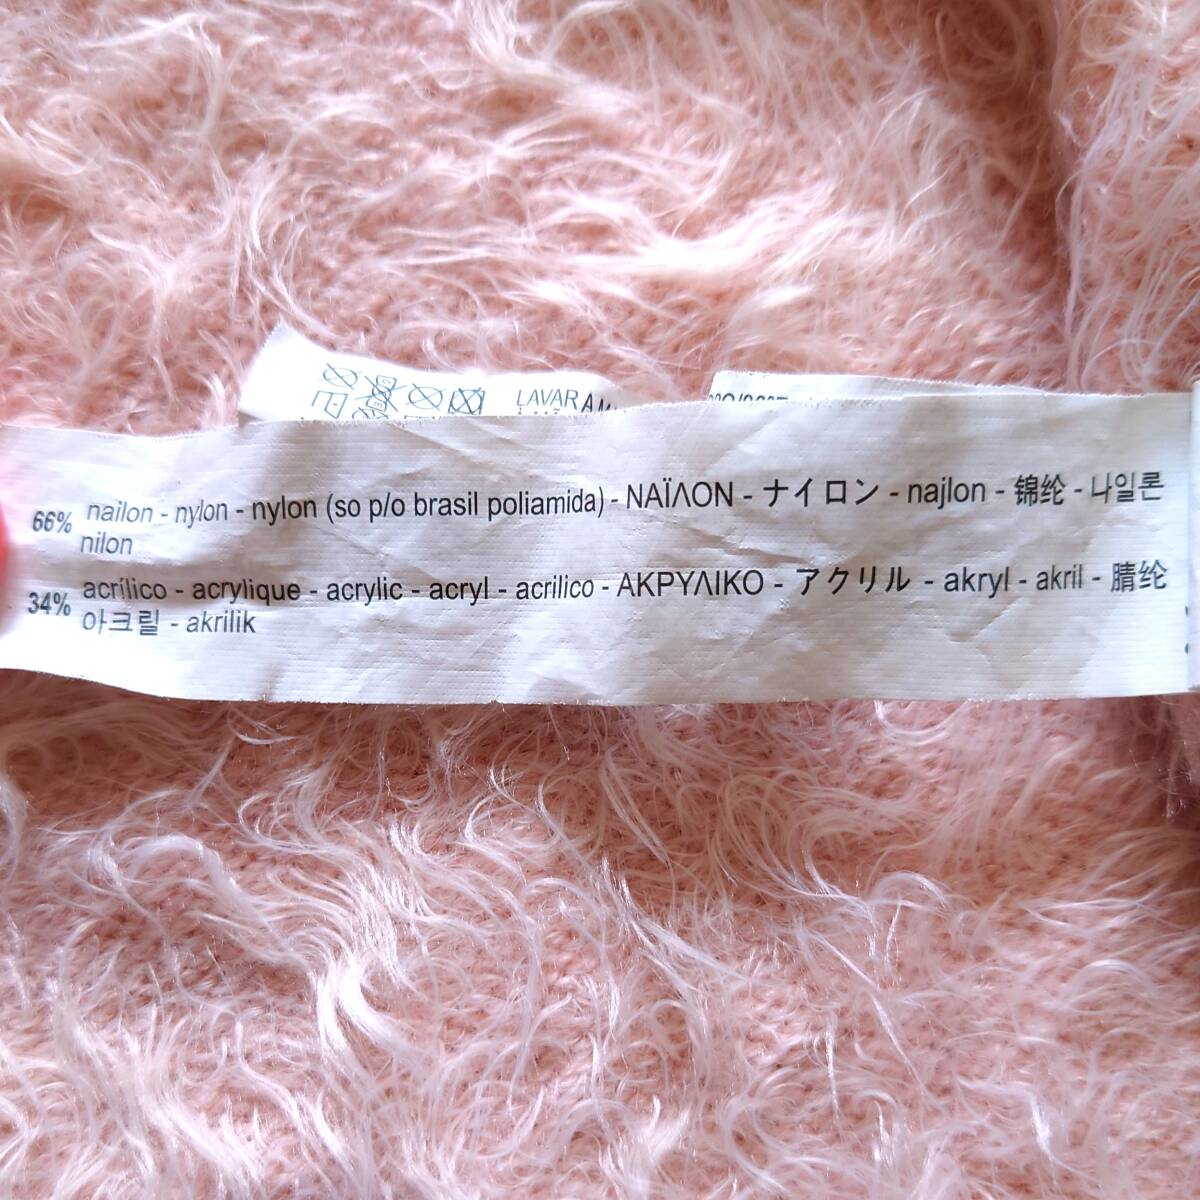 LAVAR A
66% nailon - nylon - nylon (so p/o brasil poliamida) - ΝΑΪΛΟΝ - ナイロン - najlon - 锦纶 - 나일론
nilon
34% acrílico - acrylique - acrylic - acryl - acrilico - ΑΚΡΥΛΙΚΟ - アクリル - akryl - akril - 腈纶
아크릴 - akrilik